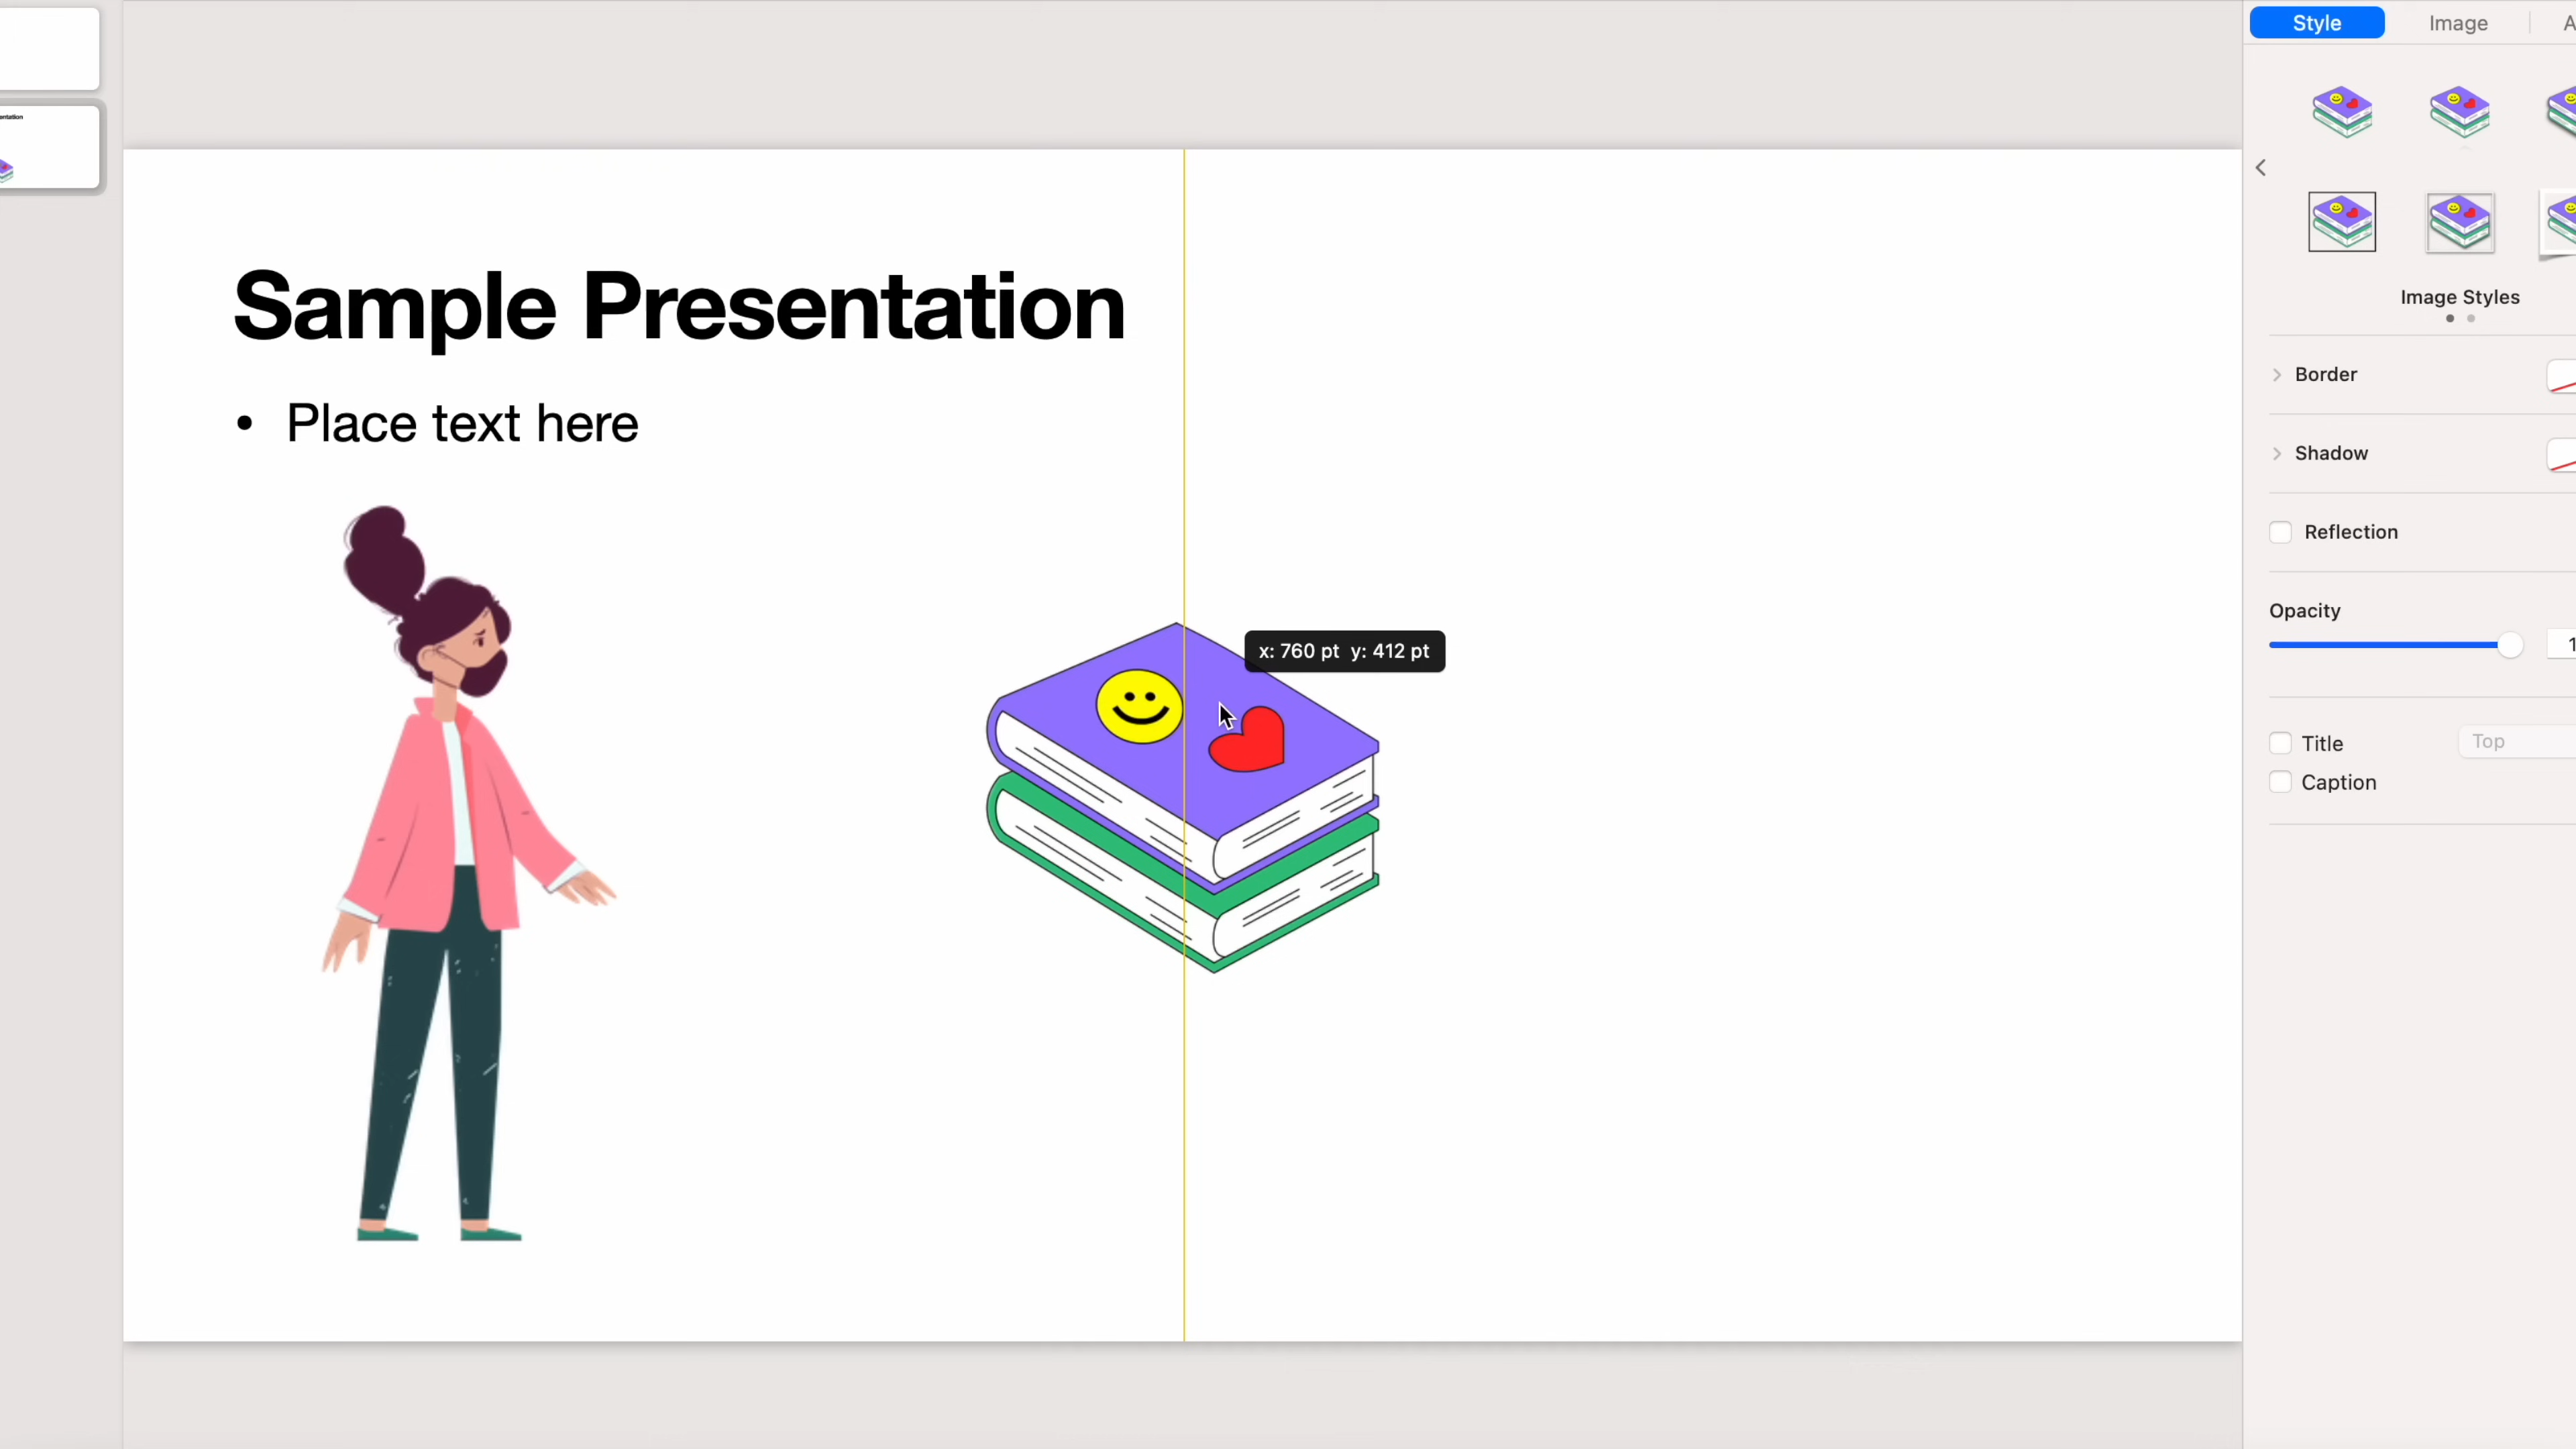 Style
Image
entation
Sample Presentation
• Place text here
x: 760 pt y: 412 pt
Image Styles
Border
Shadow
Reflection
Opacity
Title
Top
Caption